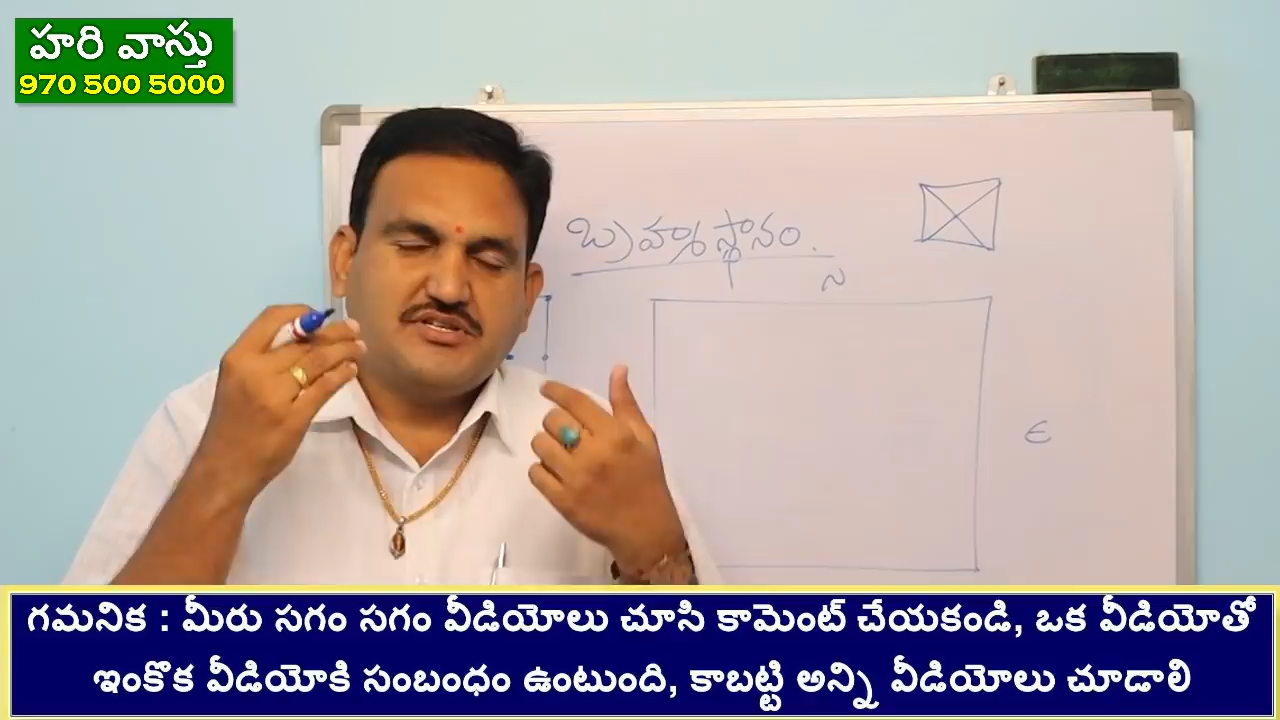 హరి వాస్తు
970 500 5000
బ్రహ్మస్థానం.
N
E
గమనిక : మీరు సగం సగం వీడియోలు చూసి కామెంట్ చేయకండి, ఒక వీడియోతో
ఇంకొక వీడియోకి సంబంధం ఉంటుంది, కాబట్టి అన్ని వీడియోలు చూడాలి